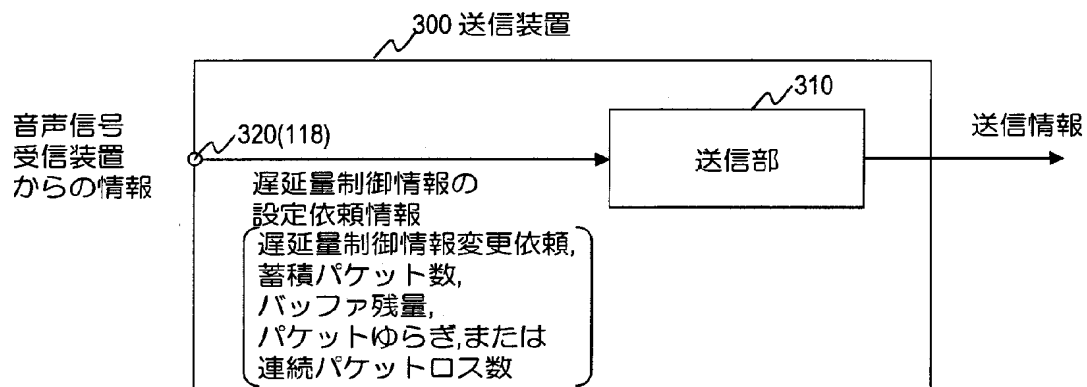 300 送信装置
310
音声信号
受信装置
からの情報
320(118)
送信部
送信情報
遅延量制御情報の
設定依頼情報
遅延量制御情報変更依頼,
蓄積パケット数,
バッファ残量,
パケットゆらぎ,または
連続パケットロス数